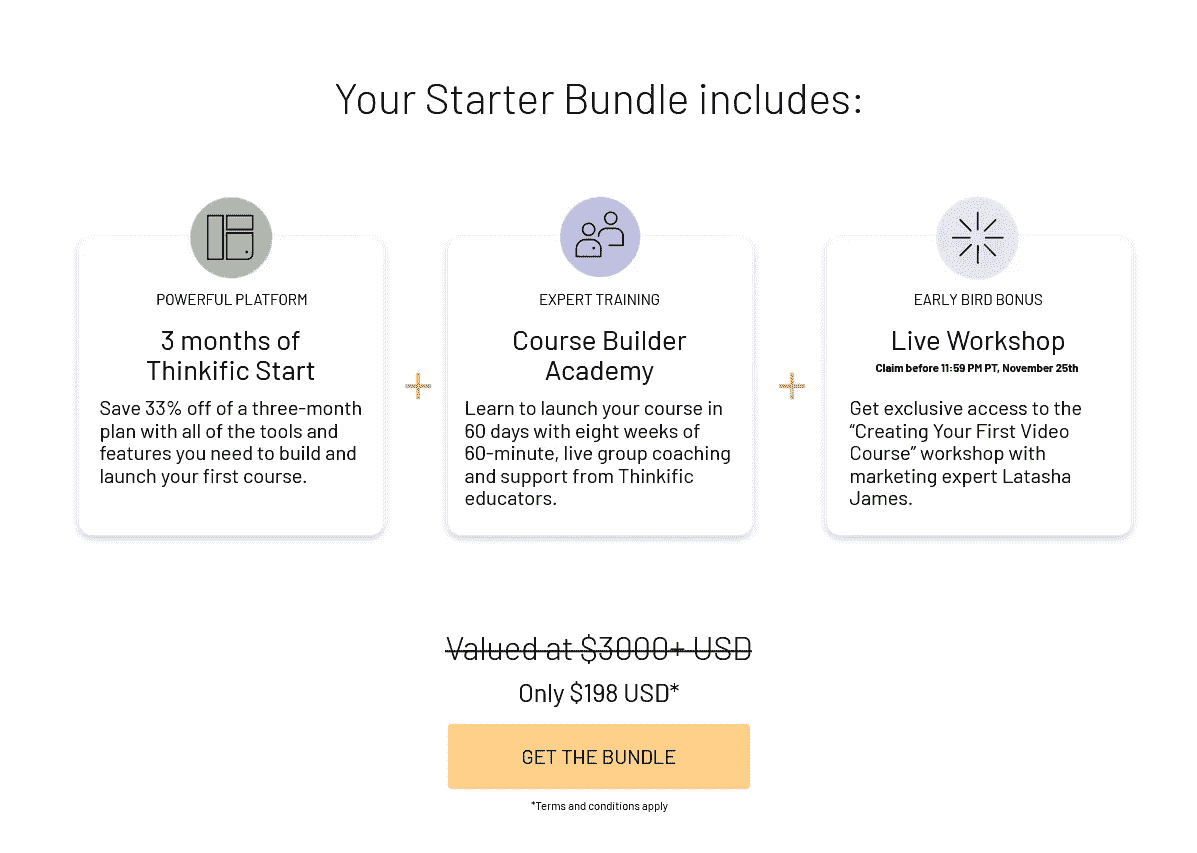 Your Starter Bundle includes:
POWERFUL PLATFORM
3 months of
Thinkific Start
Save 33% off of a three-month
plan with all of the tools and
features you need to build and
launch your first course.
+
EXPERT TRAINING
Course Builder
Academy
Learn to launch your course in
60 days with eight weeks of
60-minute, live group coaching
and support from Thinkific
educators.
+
EARLY BIRD BONUS
Live Workshop
Claim before 11:59 PM PT, November 25th
Get exclusive access to the
“Creating Your First Video
Course” workshop with
marketing expert Latasha
James.
Valued at $3000+ USD
Only $198 USD*
GET THE BUNDLE
*Terms and conditions apply